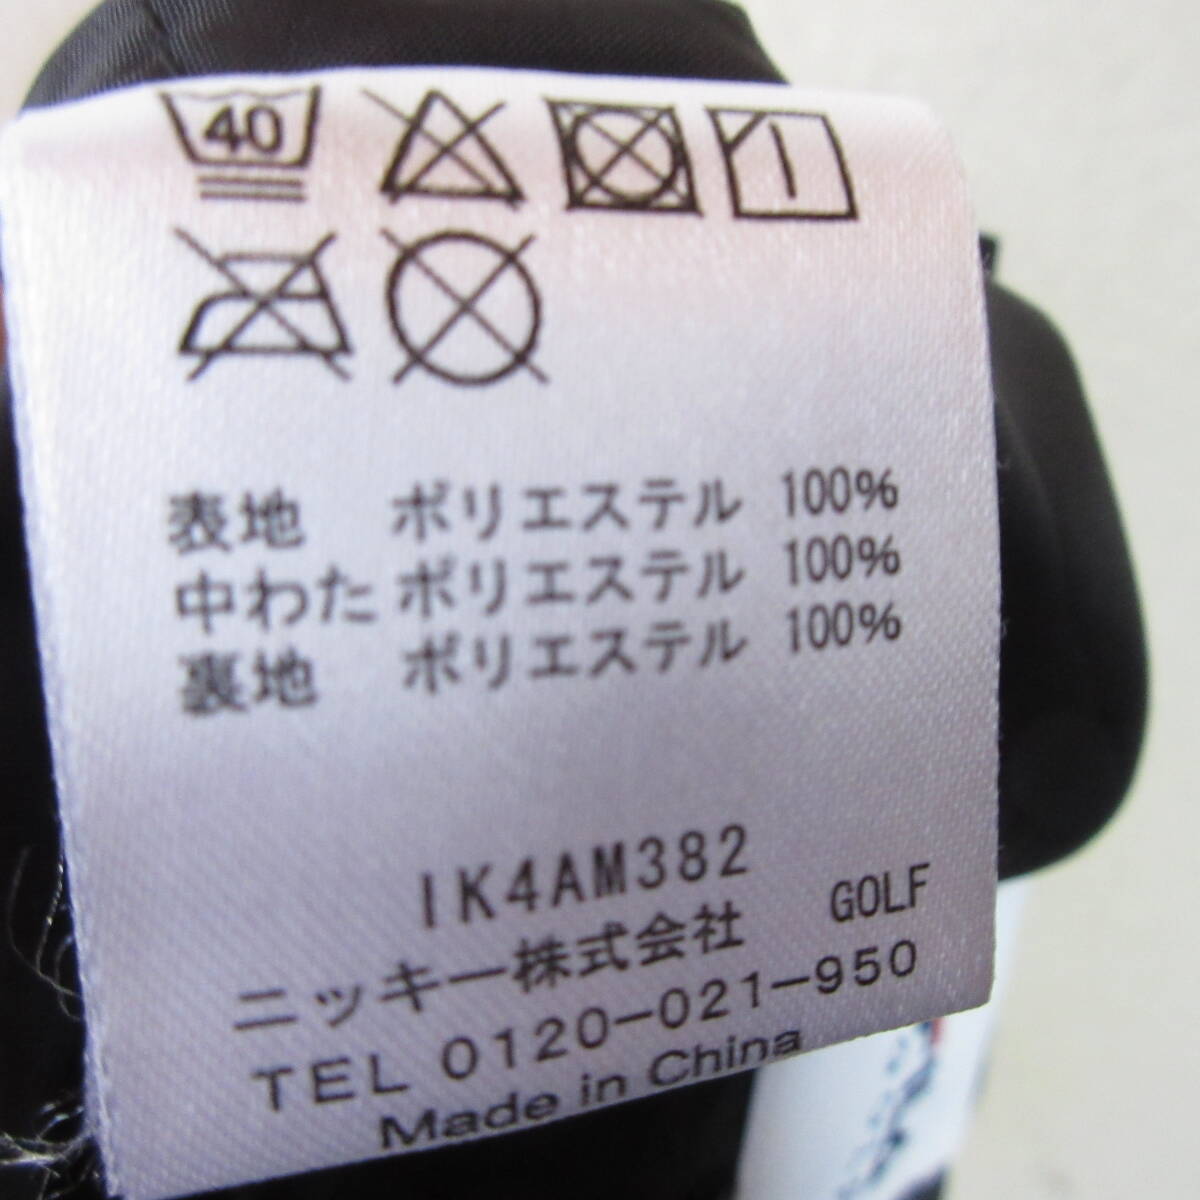 40
表地 ポリエステル 100%
中わた ポリエステル 100%
裏地 ポリエステル 100%
IK4AM382
ニッキー株式会社 GOLF
TEL 0120-021-950
Made in China